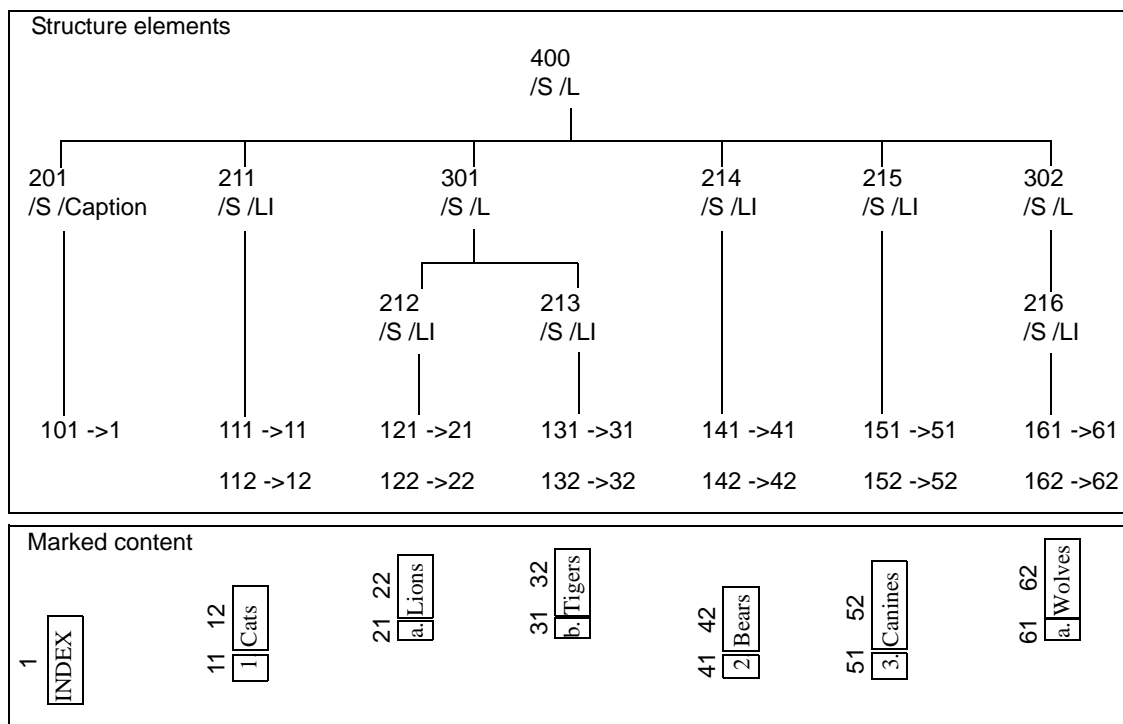 Structure elements
400
/S /L
201 211 301 214 215 302
/S /Caption /S /LI /S /L /S /LI /S /LI /S /L
212 213 216
/S /LI /S /LI /S /LI
101 ->1 111 ->11 121 ->21 131 ->31 141 ->41 151 ->51 161 ->61
112 ->12 122 ->22 132 ->32 142 ->42 152 ->52 162 ->62
Marked content
1
INDEX
11 12
1. Cats
21 22
a. Lions
31 32
b. Tigers
41 42
2. Bears
51 52
3. Canines
61 62
a. Wolves